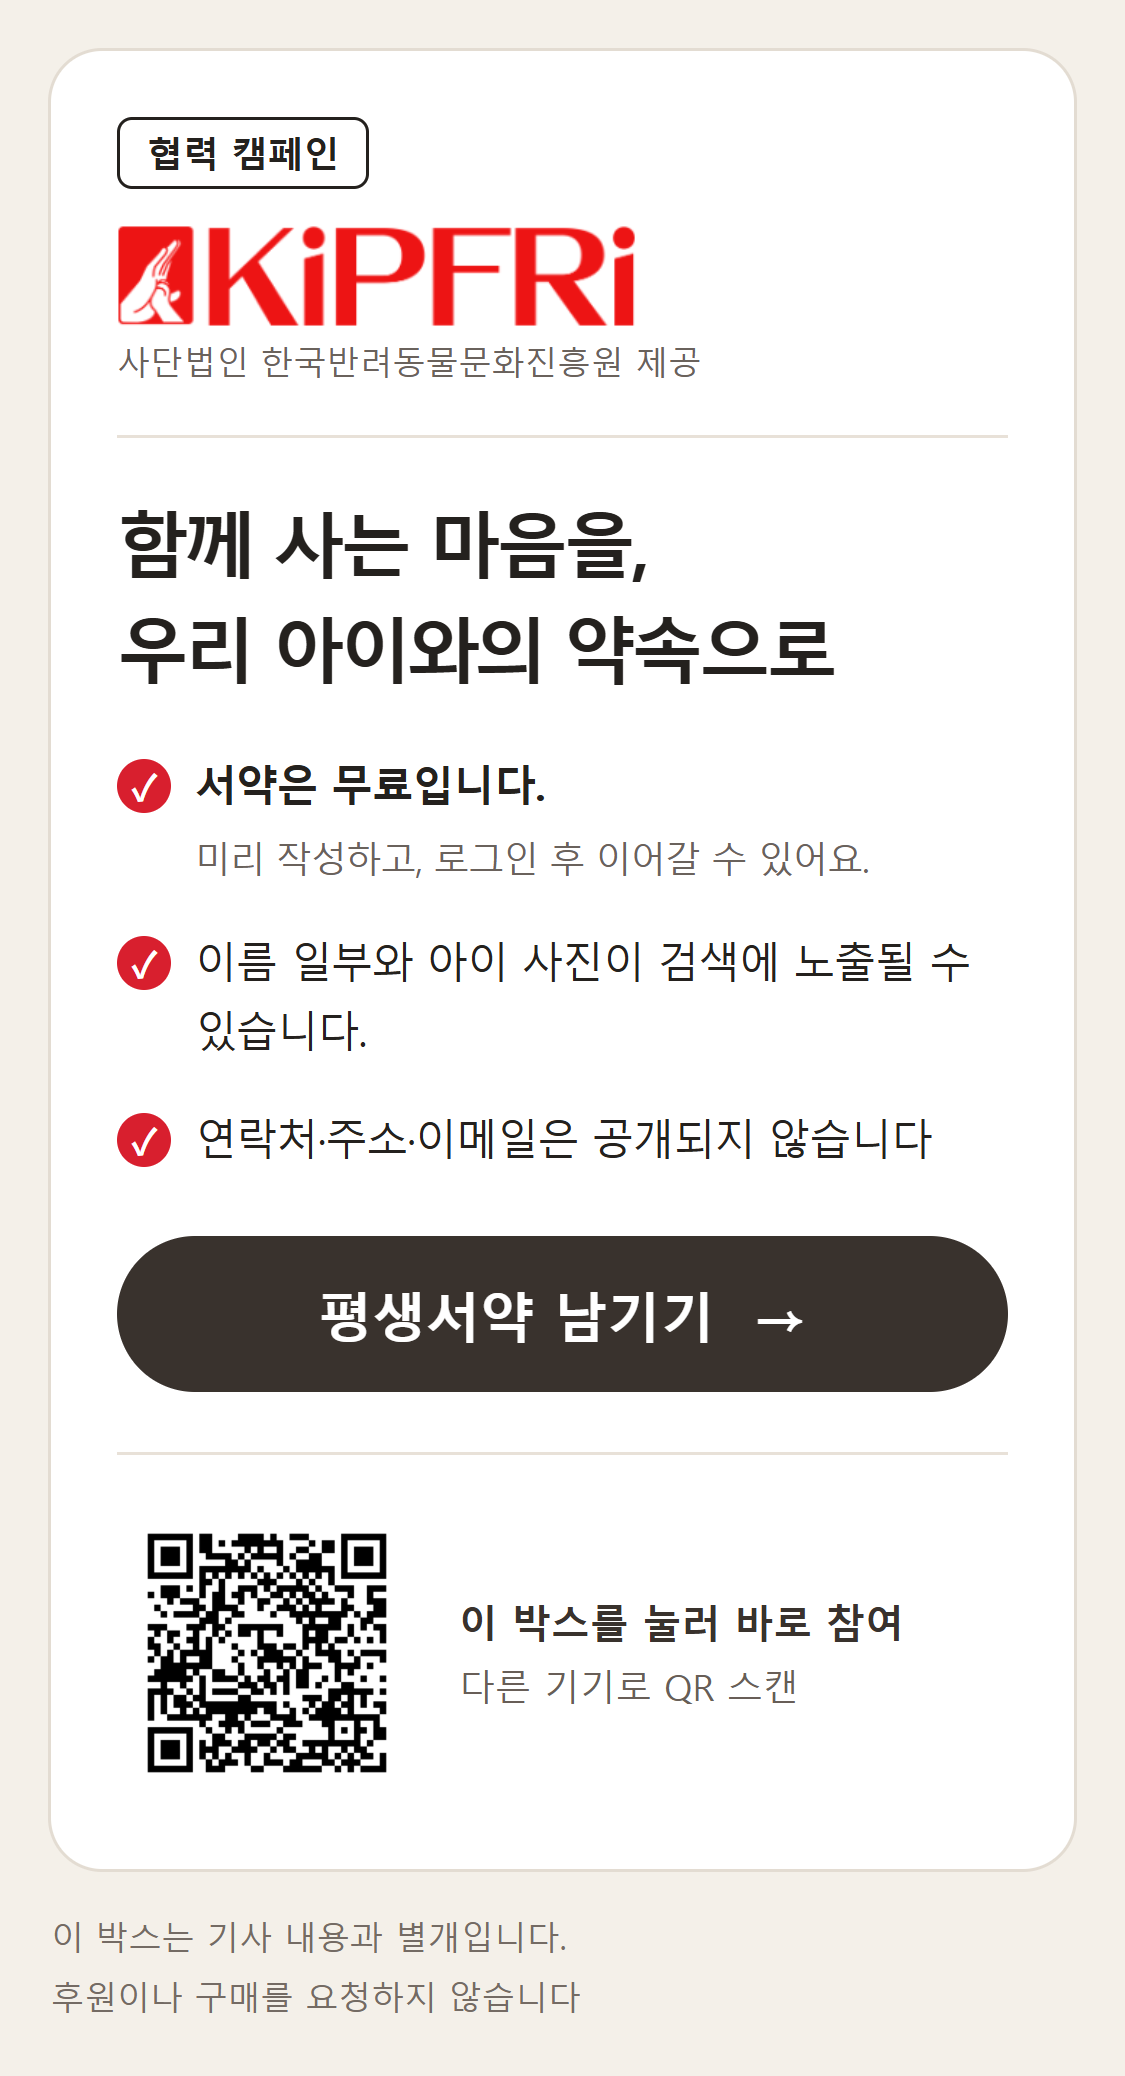 협력 캠페인
KiPFRi
사단법인 한국반려동물문화진흥원 제공
함께 사는 마음을,
우리 아이와의 약속으로
✓ 서약은 무료입니다.
미리 작성하고, 로그인 후 이어갈 수 있어요.
✓ 이름 일부와 아이 사진이 검색에 노출될 수
있습니다.
✓ 연락처·주소·이메일은 공개되지 않습니다
평생서약 남기기 →
이 박스를 눌러 바로 참여
다른 기기로 QR 스캔
이 박스는 기사 내용과 별개입니다.
후원이나 구매를 요청하지 않습니다